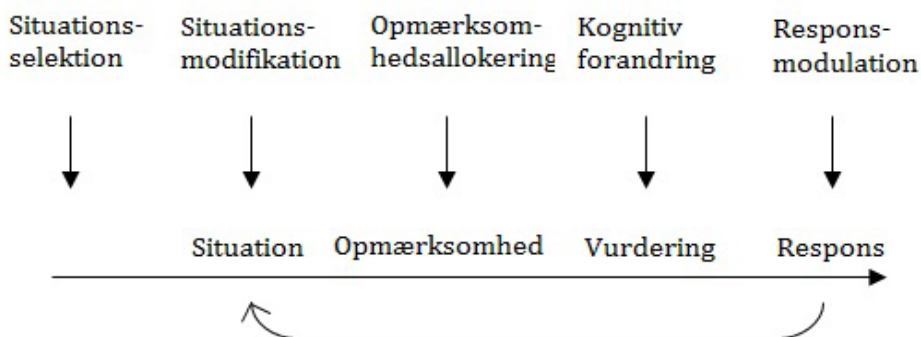 Situations-
selektion
Situations-
modifikation
Opmærksom-
hedsallokering
Kognitiv
forandring
Respons-
modulation
Situation
Opmærksomhed
Vurdering
Respons